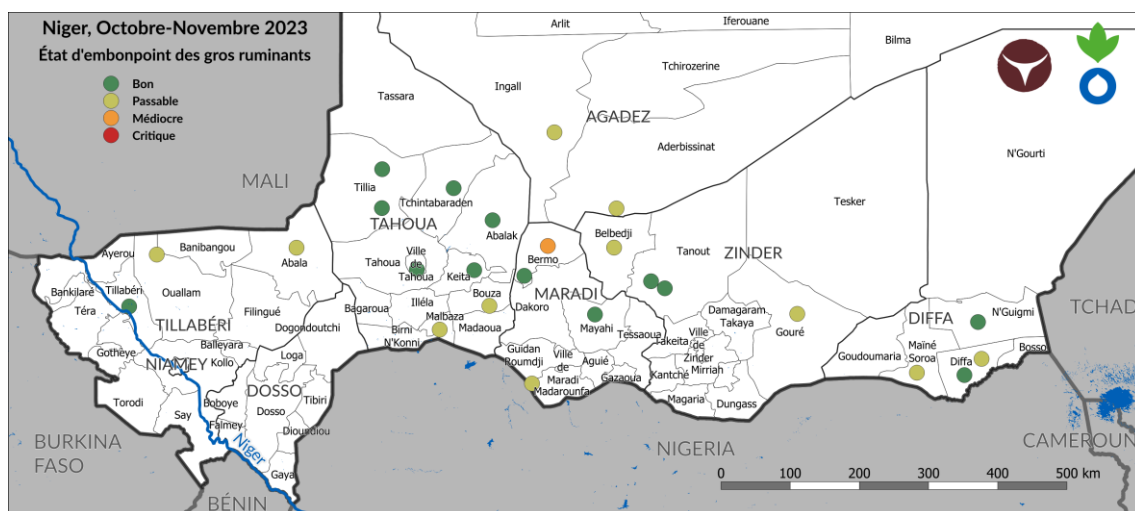 Niger, Octobre-Novembre 2023
État d'embonpoint des gros ruminants
Bon
Passable
Médiocre
Critique
Arlit
Iferouane
Bilma
Tchirozerine
Ingall
Tassara
AGADEZ
Aderbissinat
N'Gourti
MALI
Tillia
Tchintabaraden
Tesker
TAHOUA
Abalak
Belbedji
Tanout
ZINDER
Ayerou
Banibangou
Abala
Bermo
Tahoua
Ville
de
Tahoua
Keita
Bankilaré
Tillabéri
Ouallam
Téra
Filingué
Bagaroua
Illéla
Bouza
Malbaza
Madaoua
Birni
N'Konni
Dakoro
MARADI
Mayahi
Tessaoua
Damagaram
Takaya
Gouré
DIFFA
N'Guigmi
TCHAD
TILLABÉRI
Dogondoutchi
Balleyara
Gothèye
NIAMEY
Kollo
Loga
Guidan
Roumdji
Ville
de
Maradi
Madarounfa
Aguié
Gazaoua
Takeita
Ville
de
Zinder
Mirriah
Kantché
Magaria
Dungass
Goudoumaria
Maïné
Soroa
Diffa
Bosso
Torodi
Say
Boboye
DOSSO
Dosso
Tibiri
Falmey
Dioundiou
Gaya
Niger
BURKINA
FASO
BÉNIN
NIGERIA
CAMEROUN
0 100 200 300 400 500 km